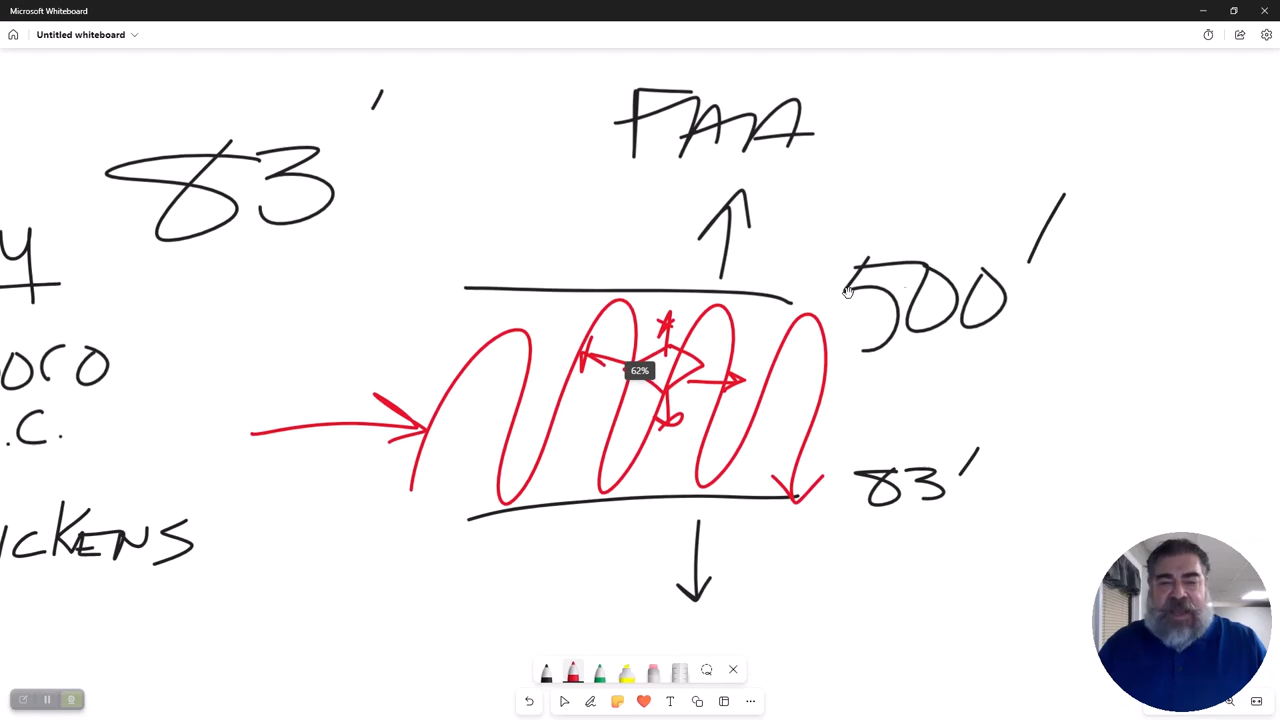 Microsoft Whiteboard
Untitled whiteboard
83'
FAA
500'
62%
.C.
83'
ICKENS
T